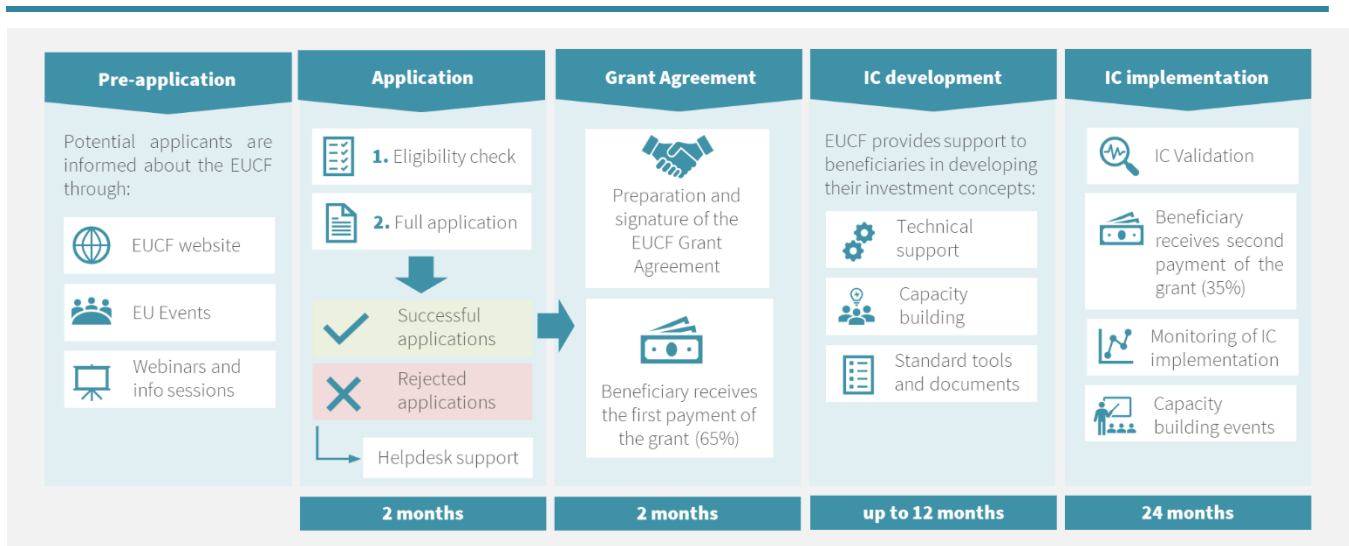 Pre-application
Potential applicants are
informed about the EUCF
through:
EUCF website
EU Events
Webinars and
info sessions
Application
1. Eligibility check
2. Full application
Successful
applications
Rejected
applications
Helpdesk support
2 months
Grant Agreement
Preparation and
signature of the
EUCF Grant
Agreement
Beneficiary receives
the first payment of
the grant (65%)
2 months
IC development
EUCF provides support to
beneficiaries in developing
their investment concepts:
Technical
support
Capacity
building
Standard tools
and documents
up to 12 months
IC implementation
IC Validation
Beneficiary
receives second
payment of the
grant (35%)
Monitoring of IC
implementation
Capacity
building events
24 months